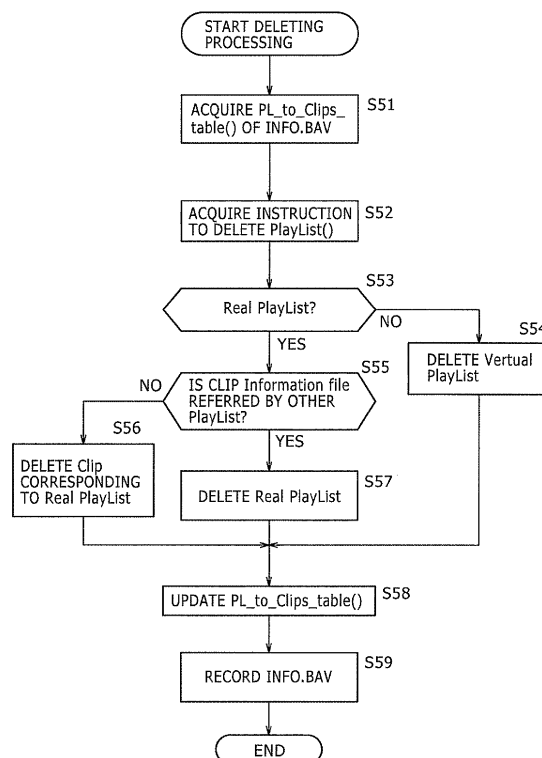 START DELETING
PROCESSING
S51
ACQUIRE PL_to_Clips_
table() OF INFO.BAV
S52
ACQUIRE INSTRUCTION
TO DELETE PlayList()
S53
Real PlayList?
NO
YES
S54
DELETE Vertual
PlayList
S55
IS CLIP Information file
REFERRED BY OTHER
PlayList?
NO
YES
S56
DELETE Clip
CORRESPONDING
TO Real PlayList
S57
DELETE Real PlayList
S58
UPDATE PL_to_Clips_table()
S59
RECORD INFO.BAV
END